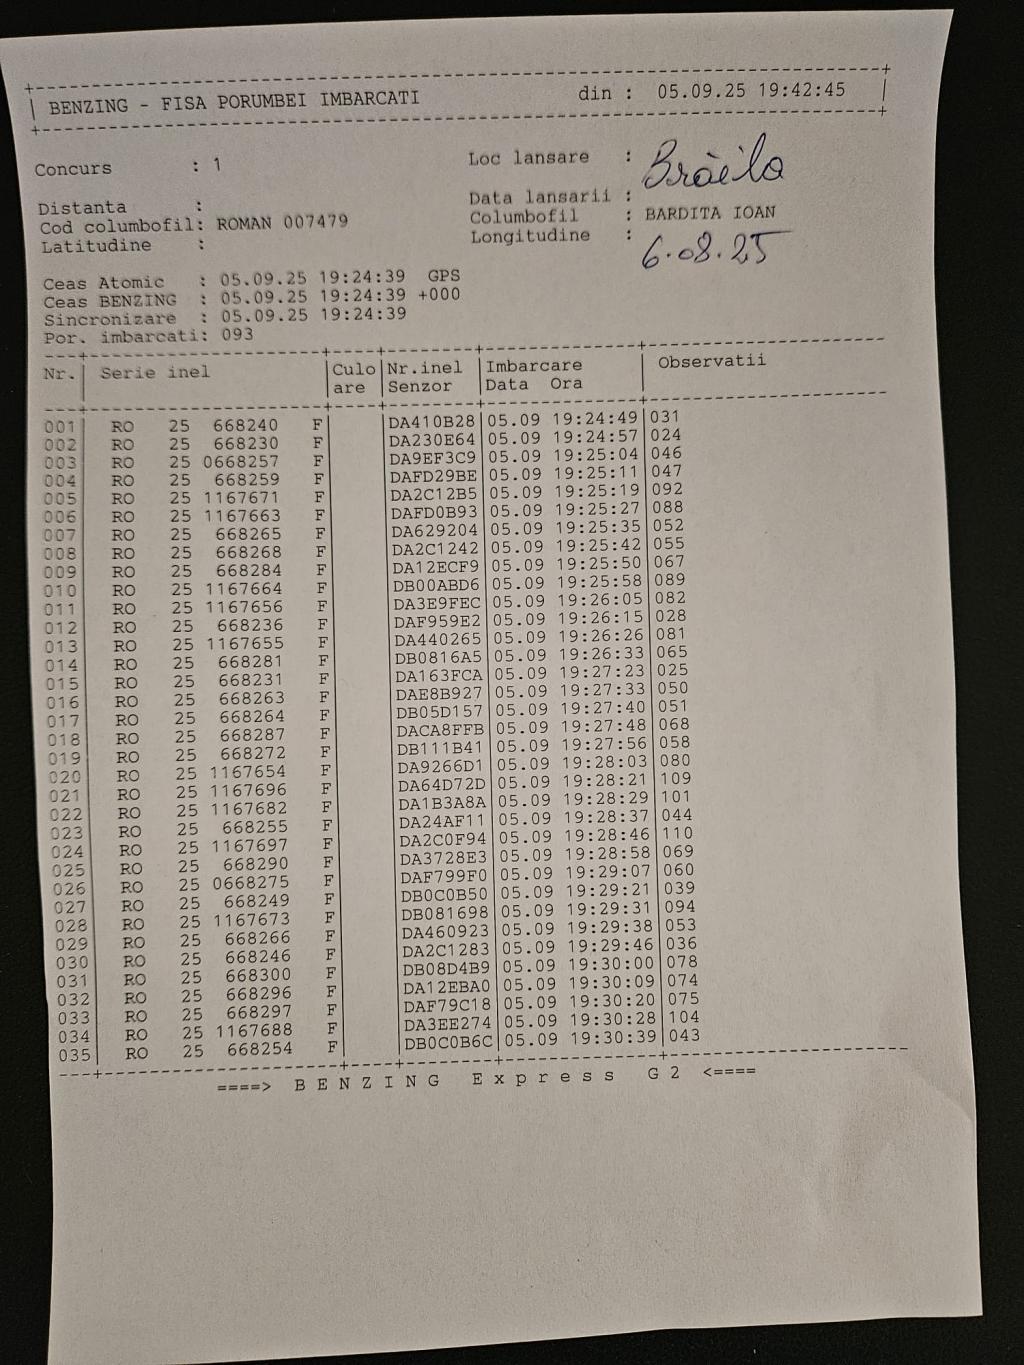 BENZING - FISA PORUMBEI IMBARCATI din : 05.09.25 19:42:45
Concurs : 1 Loc lansare : Brăila
Distanta : Data lansarii :
Cod columbofil: ROMAN 007479 Columbofil : BARDITA IOAN
Latitudine : Longitudine :
6.08.25
Ceas Atomic : 05.09.25 19:24:39 GPS
Ceas BENZING : 05.09.25 19:24:39 +000
Sincronizare : 05.09.25 19:24:39
Por. imbarcati: 093
Nr. Serie inel Culo Nr.inel Imbarcare Observatii
are Senzor Data Ora
001 RO 25 668240 F DA410B28 05.09 19:24:49 031
002 RO 25 668230 F DA230E64 05.09 19:24:57 024
003 RO 25 0668257 F DA9EF3C9 05.09 19:25:04 046
004 RO 25 668259 F DAFD29BE 05.09 19:25:11 047
005 RO 25 1167671 F DA2C12B5 05.09 19:25:19 092
006 RO 25 1167663 F DAFD0B93 05.09 19:25:27 088
007 RO 25 668265 F DA629204 05.09 19:25:35 052
008 RO 25 668268 F DA2C1242 05.09 19:25:42 055
009 RO 25 668284 F DA12ECF9 05.09 19:25:50 067
010 RO 25 1167664 F DB00ABD6 05.09 19:25:58 089
011 RO 25 1167656 F DA3E9FEC 05.09 19:26:05 082
012 RO 25 668236 F DAF959E2 05.09 19:26:15 028
013 RO 25 1167655 F DA440265 05.09 19:26:26 081
014 RO 25 668281 F DB0816A5 05.09 19:26:33 065
015 RO 25 668231 F DA163FCA 05.09 19:27:23 025
016 RO 25 668263 F DAE8B927 05.09 19:27:33 050
017 RO 25 668264 F DB05D157 05.09 19:27:40 051
018 RO 25 668287 F DACA8FFB 05.09 19:27:48 068
019 RO 25 668272 F DB111B41 05.09 19:27:56 058
020 RO 25 1167654 F DA9266D1 05.09 19:28:03 080
021 RO 25 1167696 F DA64D72D 05.09 19:28:21 109
022 RO 25 1167682 F DA1B3A8A 05.09 19:28:29 101
023 RO 25 668255 F DA24AF11 05.09 19:28:37 044
024 RO 25 1167697 F DA2C0F94 05.09 19:28:46 110
025 RO 25 668290 F DA3728E3 05.09 19:28:58 069
026 RO 25 0668275 F DAF799F0 05.09 19:29:07 060
027 RO 25 668249 F DB0C0B50 05.09 19:29:21 039
028 RO 25 1167673 F DB081698 05.09 19:29:31 094
029 RO 25 668266 F DA460923 05.09 19:29:38 053
030 RO 25 668246 F DA2C1283 05.09 19:29:46 036
031 RO 25 668300 F DB08D4B9 05.09 19:30:00 078
032 RO 25 668296 F DA12EBA0 05.09 19:30:09 074
033 RO 25 668297 F DAF79C18 05.09 19:30:20 075
034 RO 25 1167688 F DA3EE274 05.09 19:30:28 104
035 RO 25 668254 F DB0C0B6C 05.09 19:30:39 043
====> B E N Z I N G E x p r e s s G 2 <====